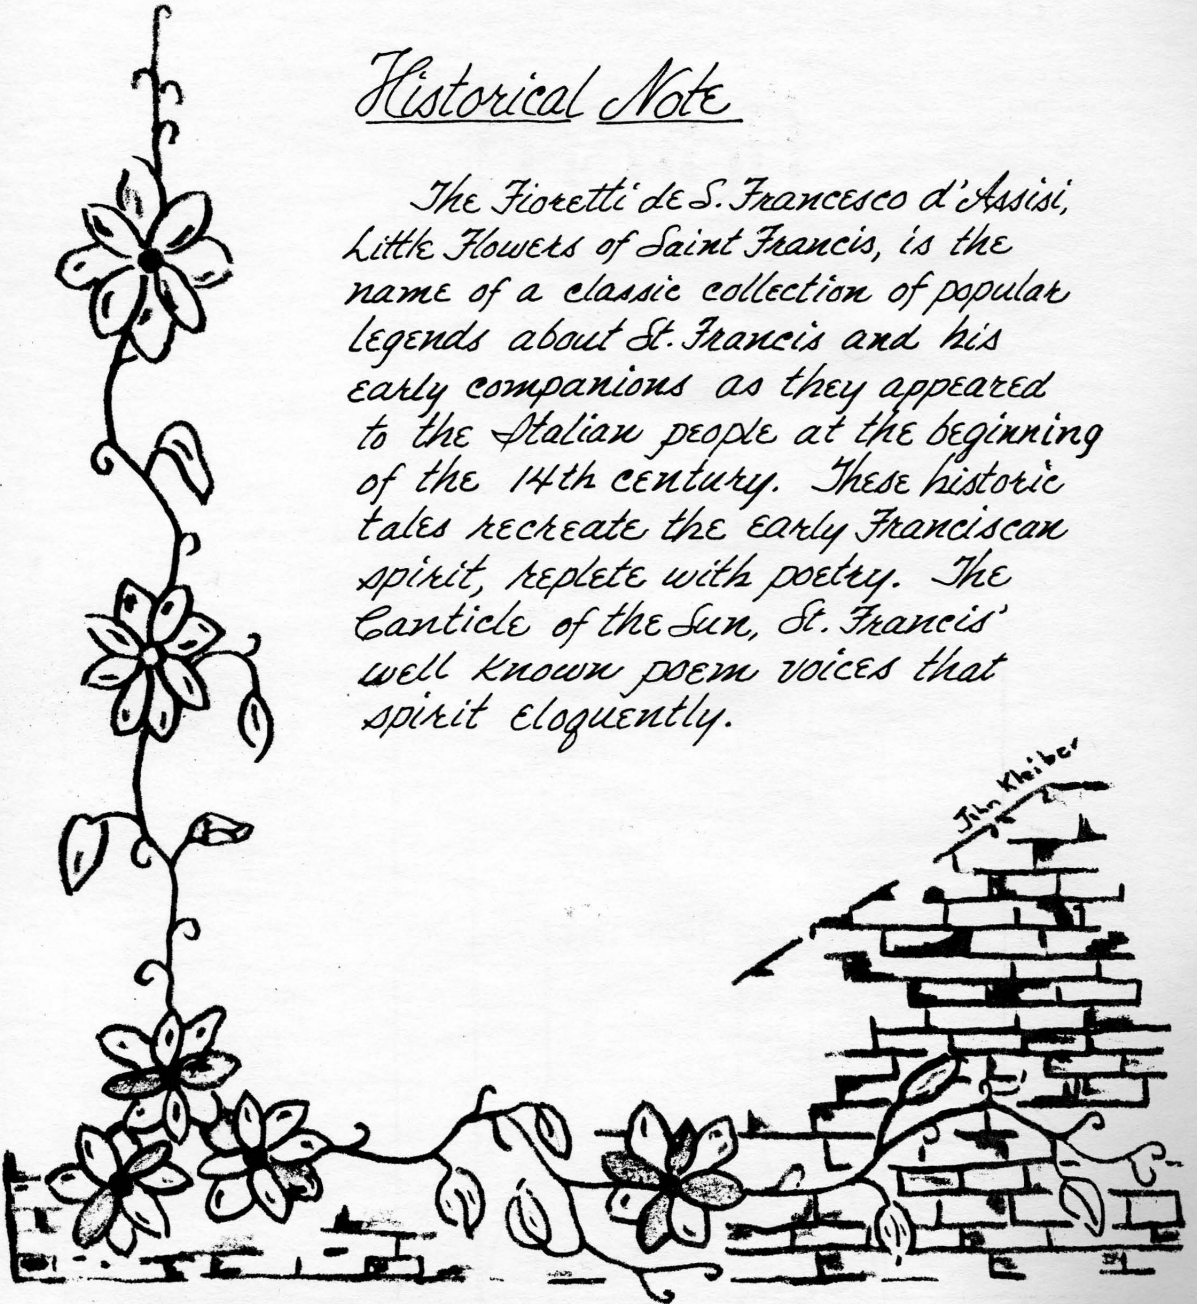 Historical Note
The Fioretti de S. Francesco d'Assisi,
Little Flowers of Saint Francis, is the
name of a classic collection of popular
legends about St. Francis and his
early companions as they appeared
to the Italian people at the beginning
of the 14th century. These historic
tales recreate the early Franciscan
spirit, replete with poetry. The
Canticle of the Sun, St. Francis'
well known poem voices that
spirit eloquently.
John Kleiber